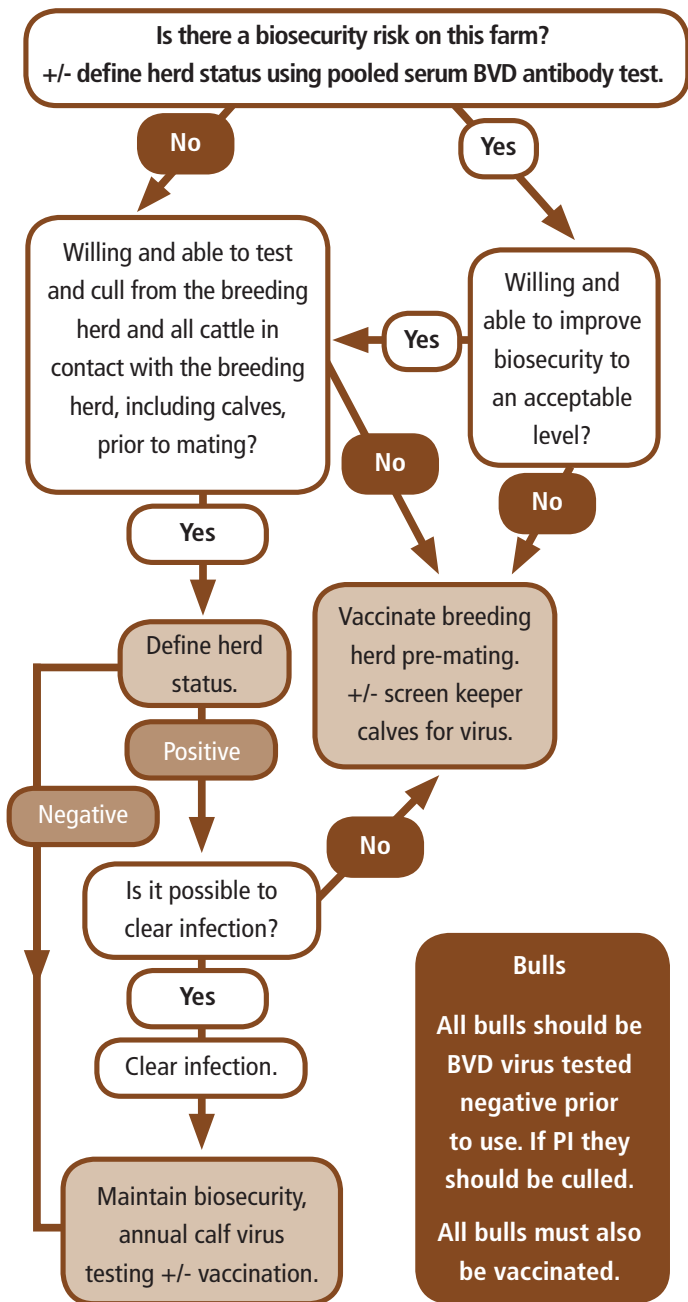 Is there a biosecurity risk on this farm?
+/- define herd status using pooled serum BVD antibody test.
No
Yes
Willing and able to test
and cull from the breeding
herd and all cattle in
contact with the breeding
herd, including calves,
prior to mating?
Yes
Willing and
able to improve
biosecurity to
an acceptable
level?
No
No
Yes
Define herd
status.
Vaccinate breeding
herd pre-mating.
+/- screen keeper
calves for virus.
Positive
Negative
No
Is it possible to
clear infection?
Yes
Clear infection.
Maintain biosecurity,
annual calf virus
testing +/- vaccination.
Bulls
All bulls should be
BVD virus tested
negative prior
to use. If PI they
should be culled.
All bulls must also
be vaccinated.